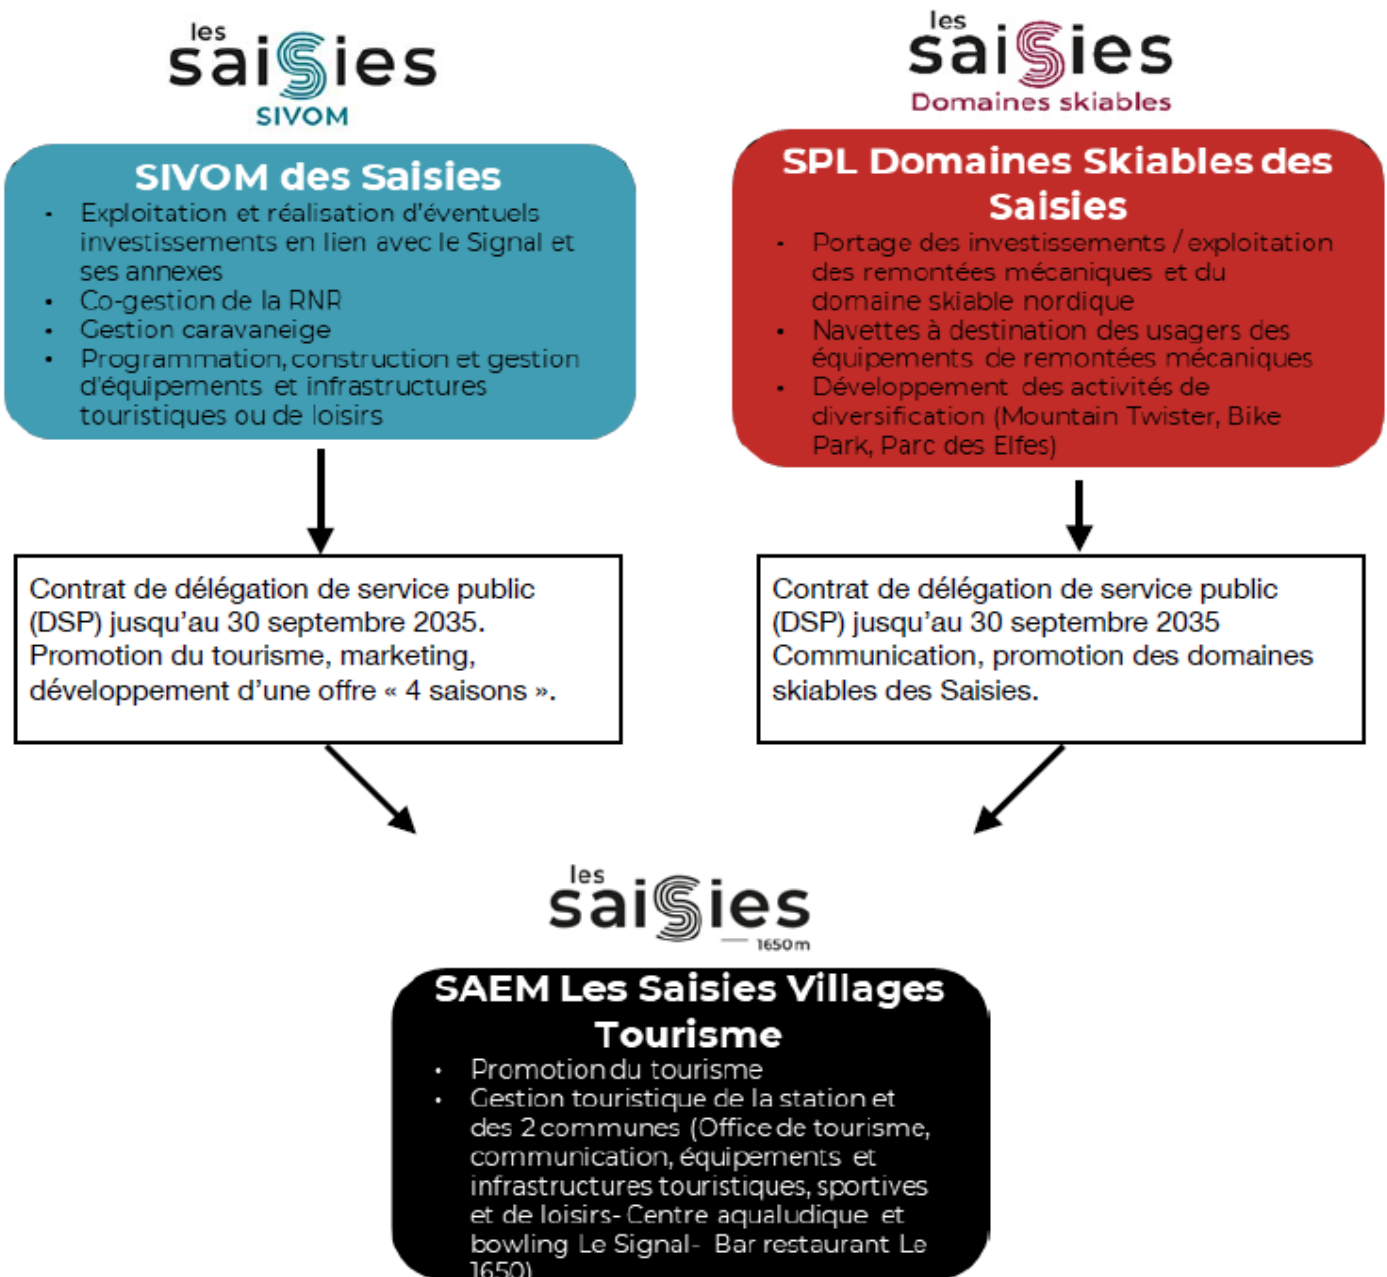 les
saisies
SIVOM
SIVOM des Saisies
• Exploitation et réalisation d'éventuels
investissements en lien avec le Signal et
ses annexes
• Co-gestion de la RNR
• Gestion caravaneige
• Programmation, construction et gestion
d'équipements et infrastructures
touristiques ou de loisirs
Contrat de délégation de service public
(DSP) jusqu'au 30 septembre 2035.
Promotion du tourisme, marketing,
développement d'une offre « 4 saisons ».
les
saisies
Domaines skiables
SPL Domaines Skiables des
Saisies
• Portage des investissements / exploitation
des remontées mécaniques et du
domaine skiable nordique
• Navettes à destination des usagers des
équipements de remontées mécaniques
• Développement des activités de
diversification (Mountain Twister, Bike
Park, Parc des Elfes)
Contrat de délégation de service public
(DSP) jusqu'au 30 septembre 2035
Communication, promotion des domaines
skiables des Saisies.
les
saisies
1650m
SAEM Les Saisies Villages
Tourisme
• Promotion du tourisme
• Gestion touristique de la station et
des 2 communes (Office de tourisme,
communication, équipements et
infrastructures touristiques, sportives
et de loisirs- Centre aqualudique et
bowling Le Signal- Bar restaurant Le
1650)